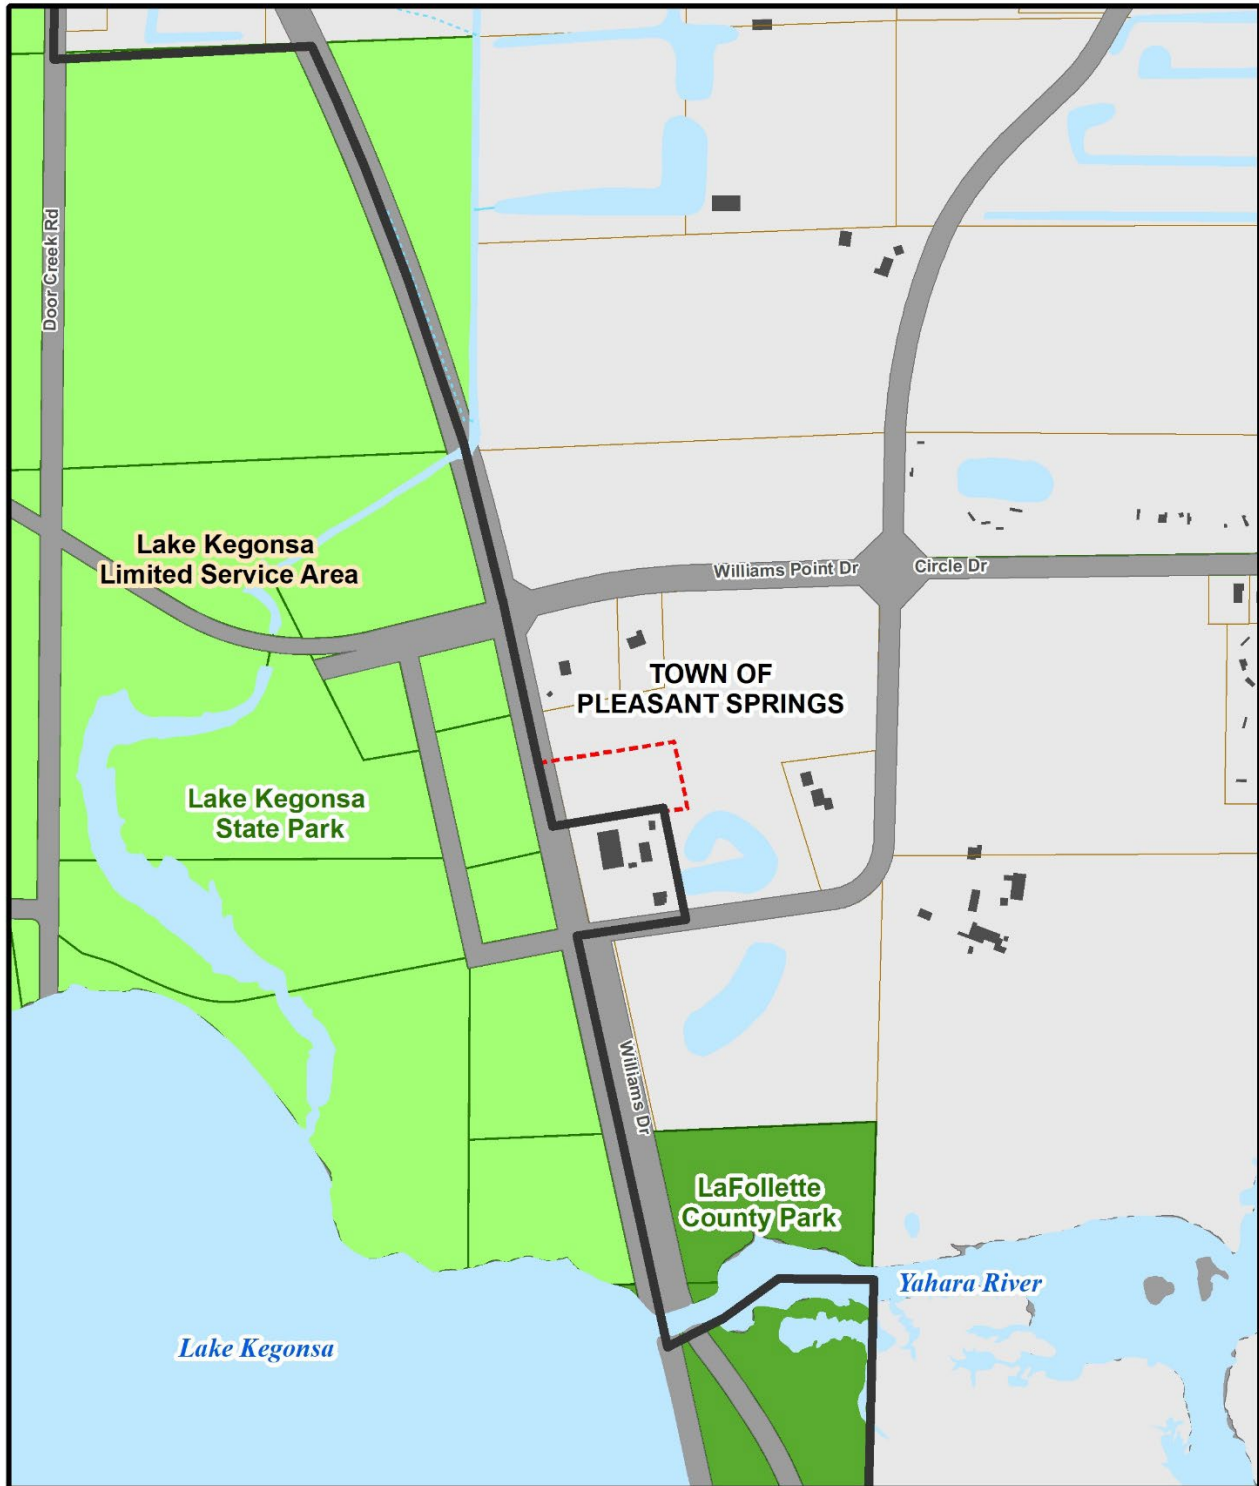 Door Creek Rd
Lake Kegonsa
Limited Service Area
Williams Point Dr
Circle Dr
TOWN OF
PLEASANT SPRINGS
Lake Kegonsa
State Park
Williams Dr
LaFollette
County Park
Yahara River
Lake Kegonsa